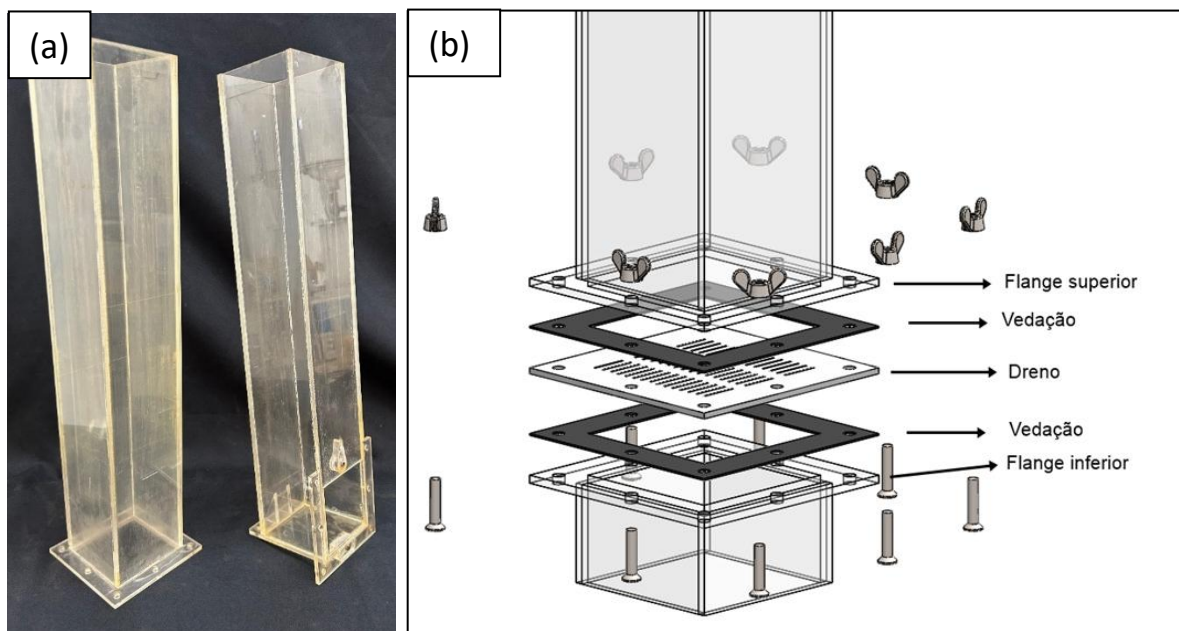 (a)
(b)
Flange superior
Vedação
Dreno
Vedação
Flange inferior